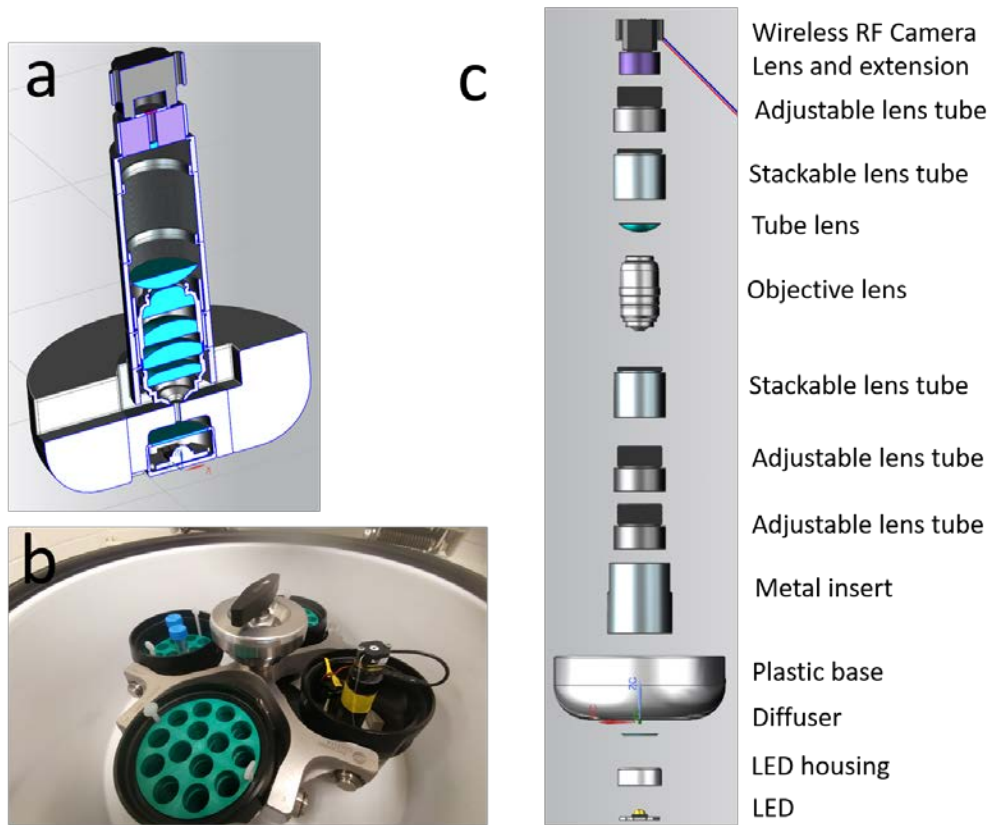 a
b
c
Wireless RF Camera
Lens and extension
Adjustable lens tube
Stackable lens tube
Tube lens
Objective lens
Stackable lens tube
Adjustable lens tube
Adjustable lens tube
Metal insert
Plastic base
Diffuser
LED housing
LED